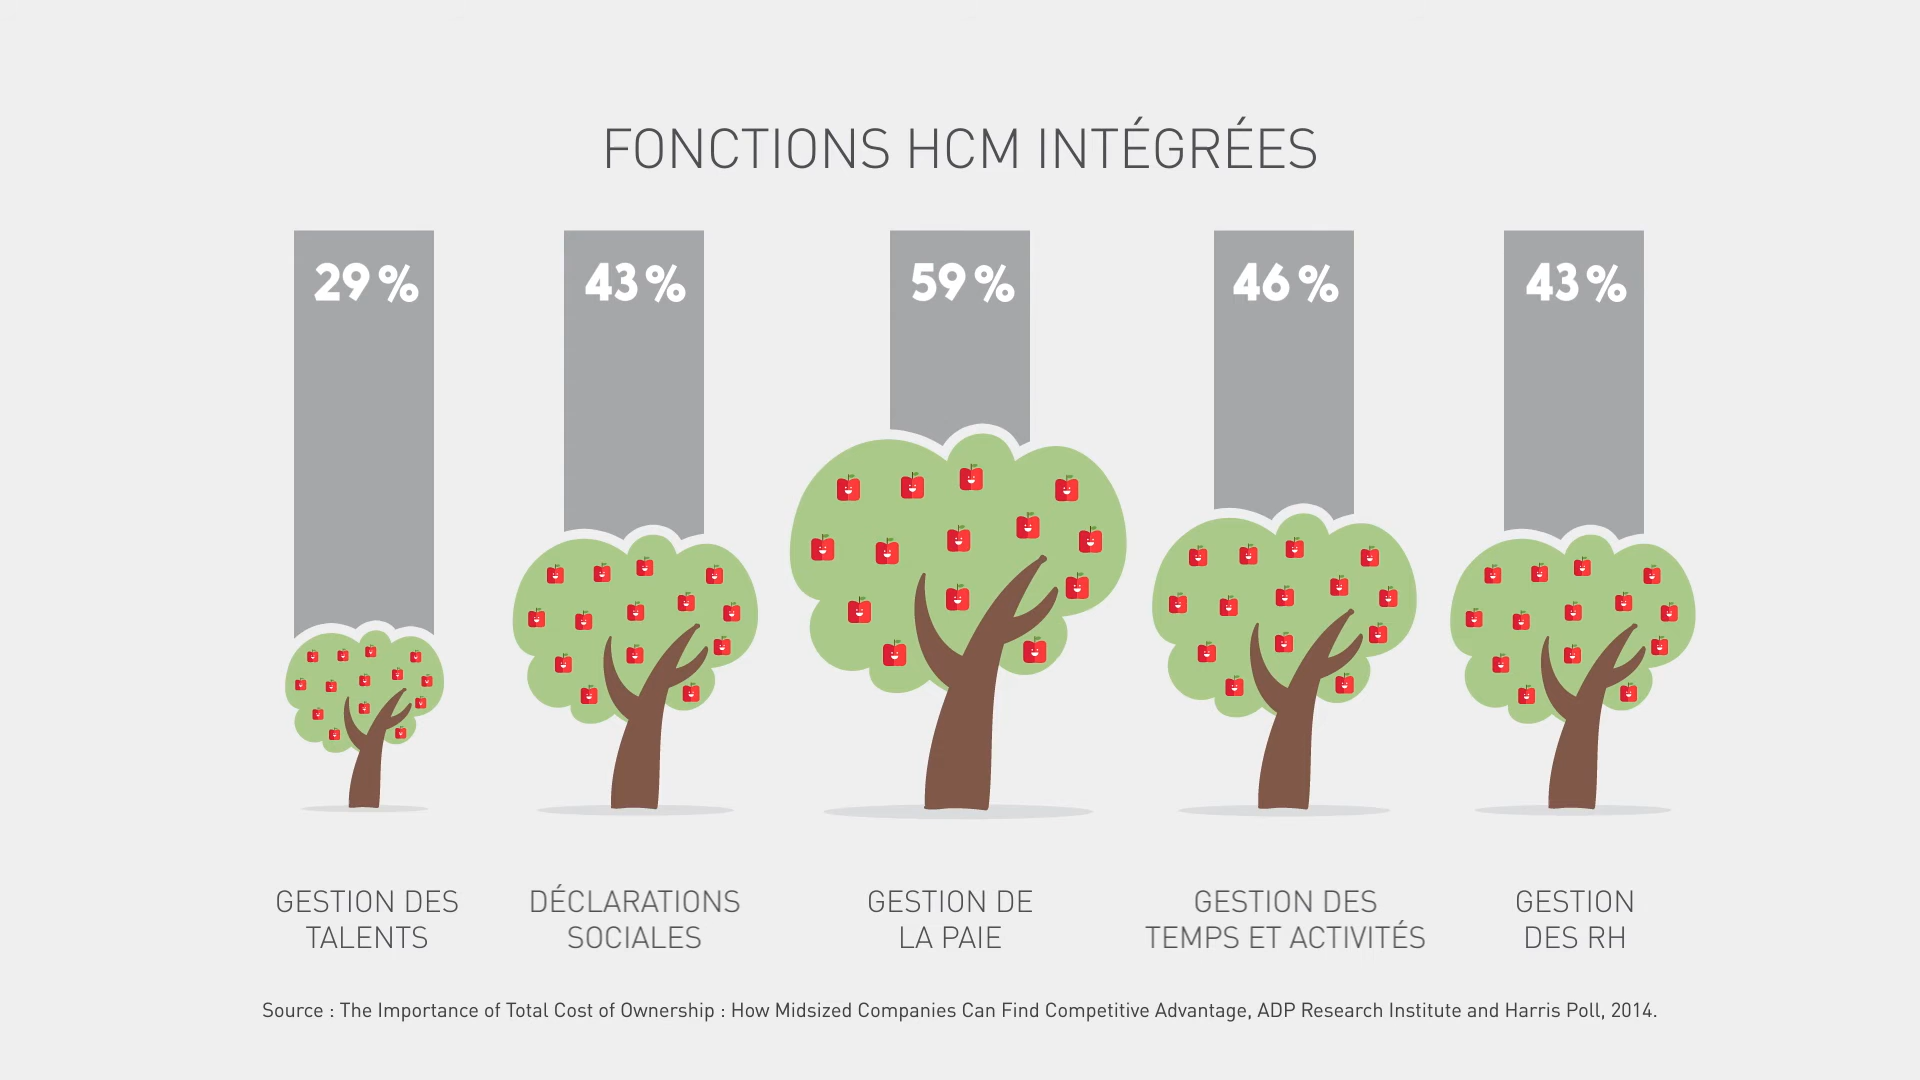 FONCTIONS HCM INTÉGRÉES
29 %
43 %
59 %
46 %
43 %
GESTION DES
TALENTS
DÉCLARATIONS
SOCIALES
GESTION DE
LA PAIE
GESTION DES
TEMPS ET ACTIVITÉS
GESTION
DES RH
Source : The Importance of Total Cost of Ownership : How Midsized Companies Can Find Competitive Advantage, ADP Research Institute and Harris Poll, 2014.